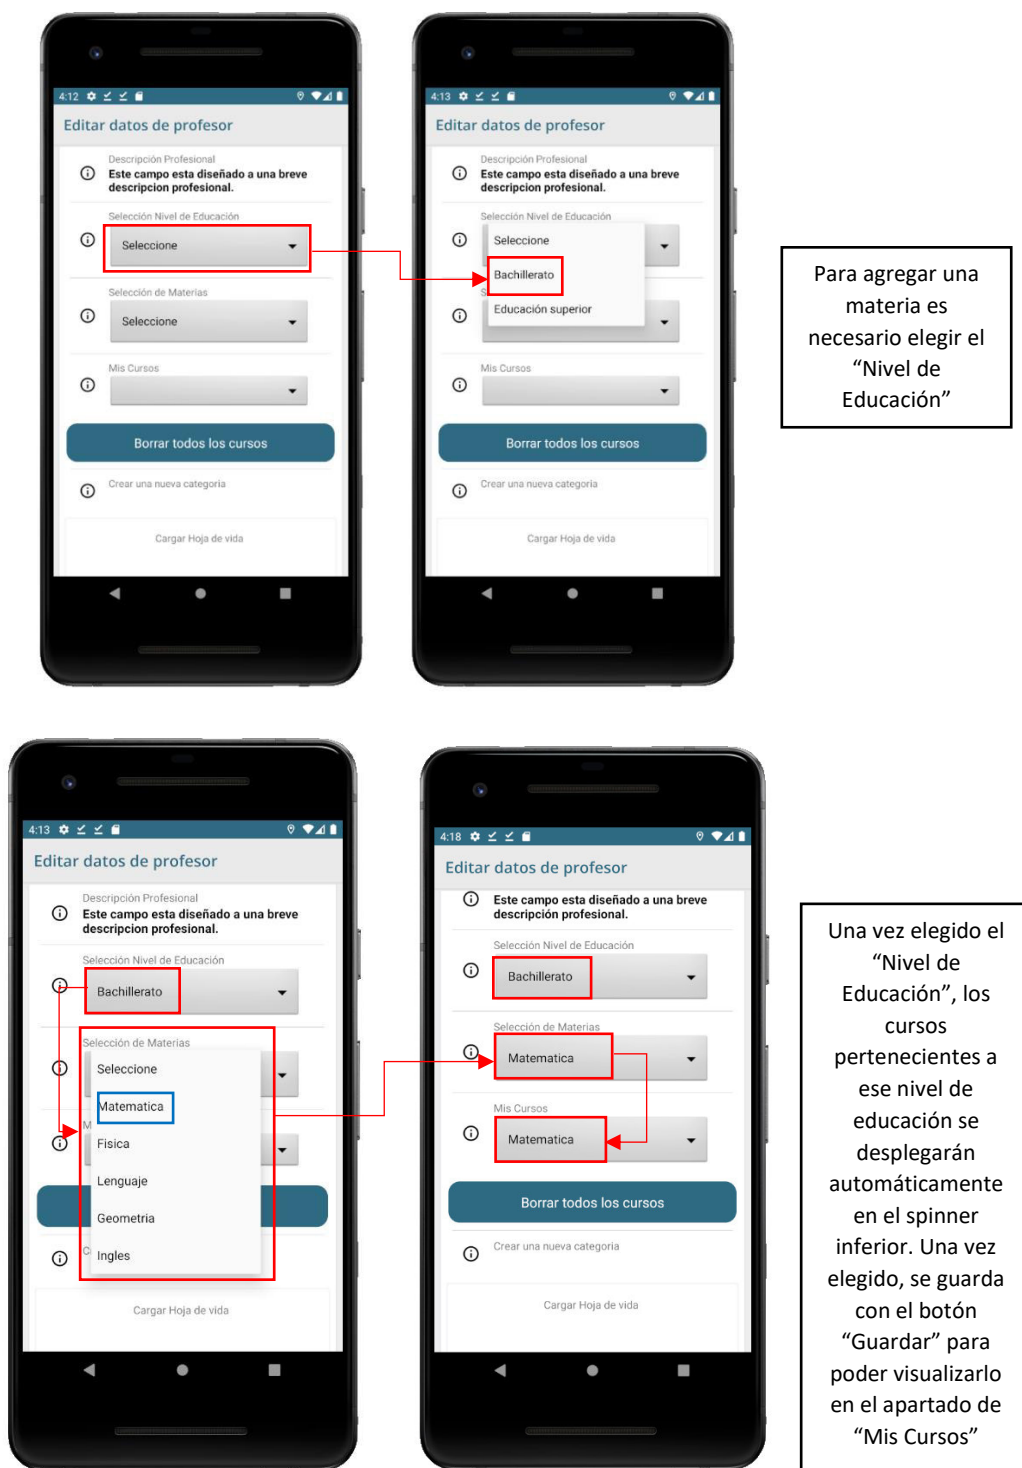 4:12
Editar datos de profesor
Descripción Profesional
Este campo esta diseñado a una breve
descripcion profesional.
Selección Nivel de Educación
Seleccione
Selección de Materias
Seleccione
Mis Cursos
Borrar todos los cursos
Crear una nueva categoria
Cargar Hoja de vida
4:13
Editar datos de profesor
Descripción Profesional
Este campo esta diseñado a una breve
descripcion profesional.
Selección Nivel de Educación
Seleccione
Bachillerato
S
Educación superior
Mis Cursos
Borrar todos los cursos
Crear una nueva categoria
Cargar Hoja de vida
Para agregar una
materia es
necesario elegir el
“Nivel de
Educación”
4:13
Editar datos de profesor
Descripción Profesional
Este campo esta diseñado a una breve
descripcion profesional.
Selección Nivel de Educación
Bachillerato
Selección de Materias
Seleccione
Matematica
M
Fisica
Lenguaje
Geometria
C
Ingles
Cargar Hoja de vida
4:18
Editar datos de profesor
Este campo esta diseñado a una breve
descripción profesional.
Selección Nivel de Educación
Bachillerato
Selección de Materias
Matematica
Mis Cursos
Matematica
Borrar todos los cursos
Crear una nueva categoria
Cargar Hoja de vida
Una vez elegido el
“Nivel de
Educación”, los
cursos
pertenecientes a
ese nivel de
educación se
desplegarán
automáticamente
en el spinner
inferior. Una vez
elegido, se guarda
con el botón
“Guardar” para
poder visualizarlo
en el apartado de
“Mis Cursos”